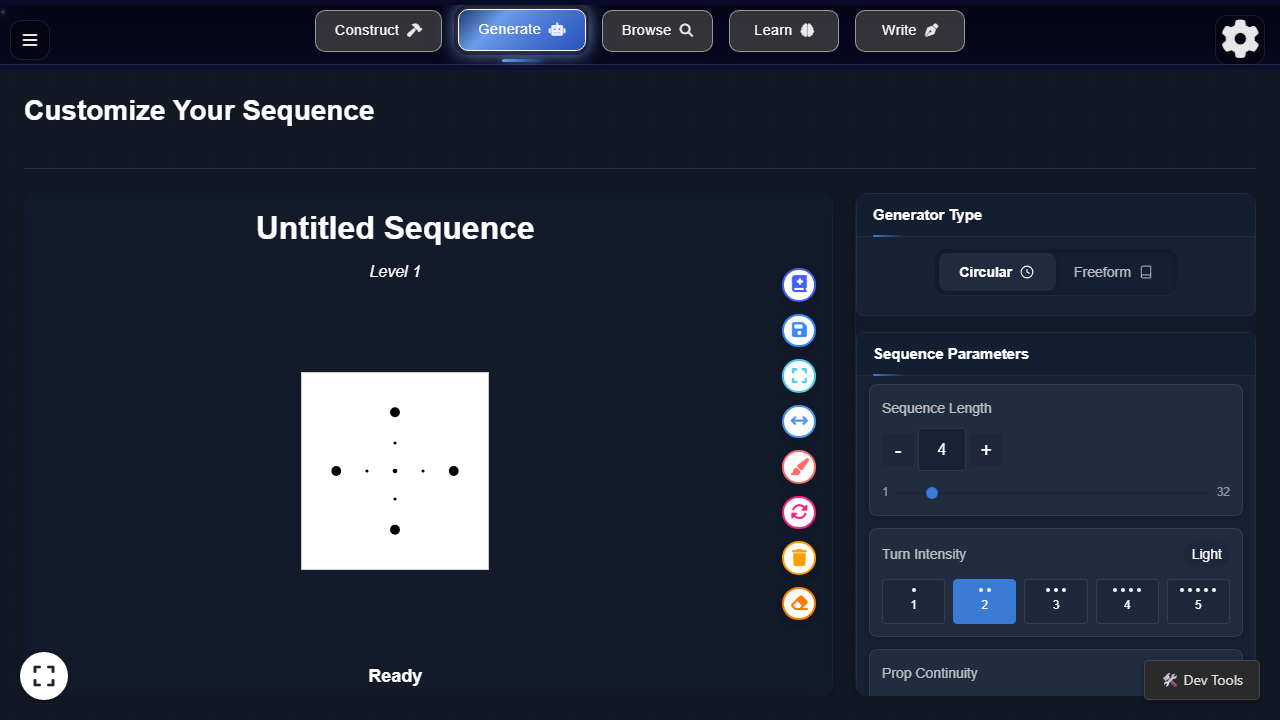 Construct
Generate
Browse
Learn
Write
Customize Your Sequence
Untitled Sequence
Level 1
Ready
Generator Type
Circular
Freeform
Sequence Parameters
Sequence Length
- 4 +
1 32
Turn Intensity Light
1 2 3 4 5
Prop Continuity
Dev Tools